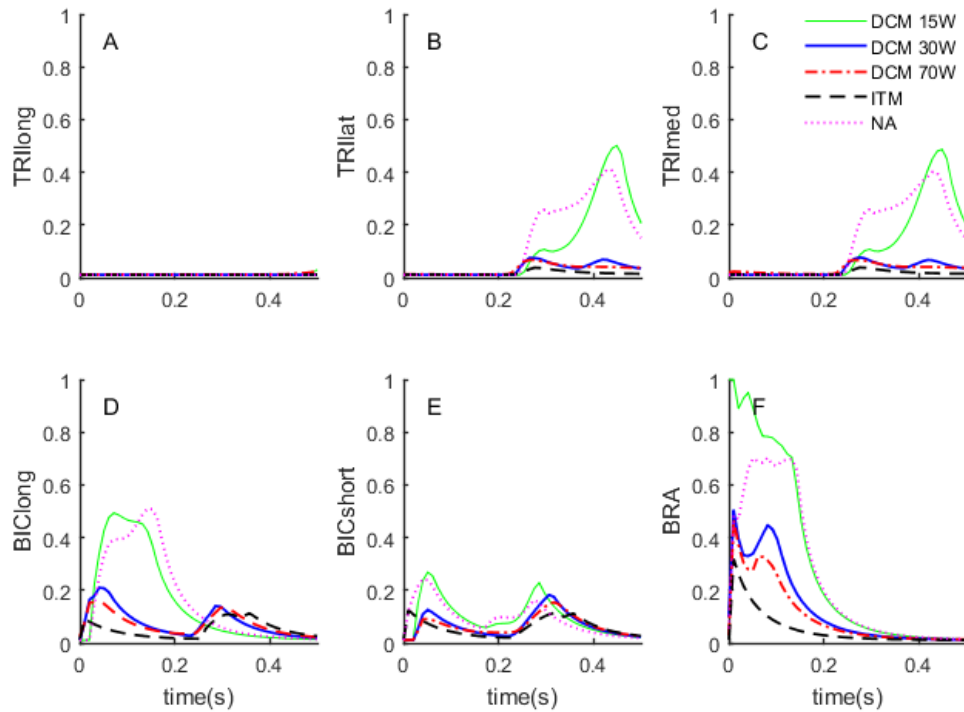 A
1
0.8
0.6
0.4
0.2
0
0
0.2
0.4
TRIlong
B
1
0.8
0.6
0.4
0.2
0
0
0.2
0.4
TRIlat
C
1
0.8
0.6
0.4
0.2
0
0
0.2
0.4
TRImed
DCM 15W
DCM 30W
DCM 70W
ITM
NA
D
1
0.8
0.6
0.4
0.2
0
0
0.2
0.4
BIClong
time(s)
E
1
0.8
0.6
0.4
0.2
0
0
0.2
0.4
BICshort
time(s)
F
1
0.8
0.6
0.4
0.2
0
0
0.2
0.4
BRA
time(s)